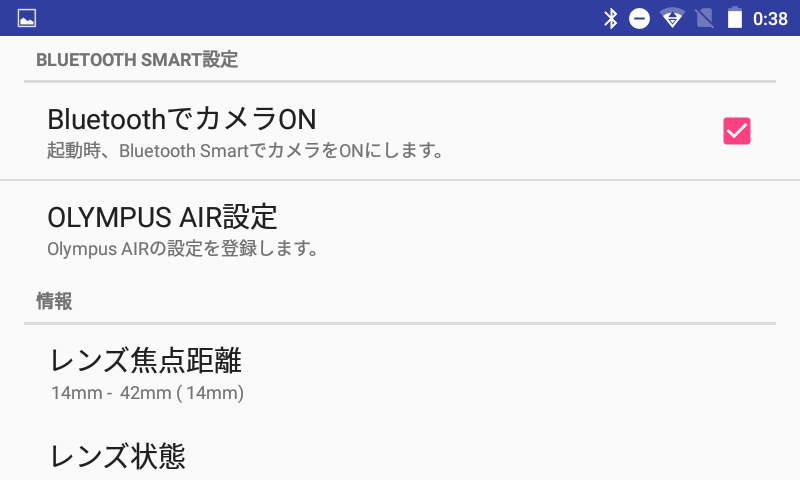 0:38
BLUETOOTH SMART設定
BluetoothでカメラON
起動時、Bluetooth SmartでカメラをONにします。
OLYMPUS AIR設定
Olympus AIRの設定を登録します。
情報
レンズ焦点距離
14mm - 42mm ( 14mm)
レンズ状態